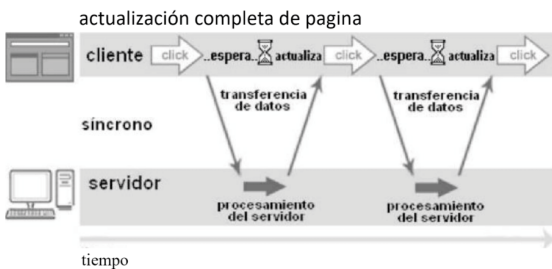 actualización completa de pagina
cliente click ..espera.. actualiza click ..espera.. actualiza click
transferencia de datos transferencia de datos
síncrono
servidor
procesamiento del servidor procesamiento del servidor
tiempo